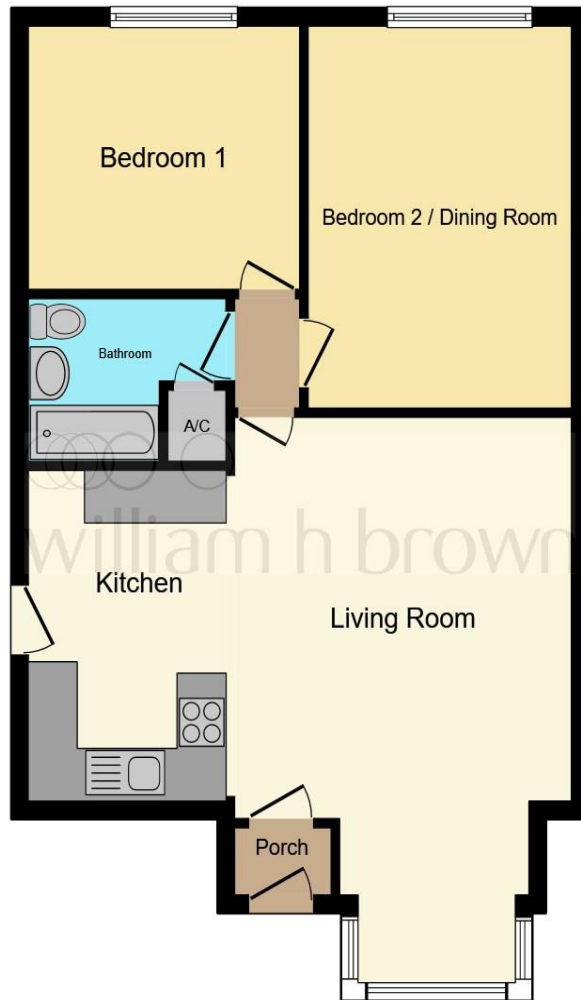 Bedroom 1
Bedroom 2 / Dining Room
Bathroom
A/C
william h brown
Kitchen
Living Room
Porch